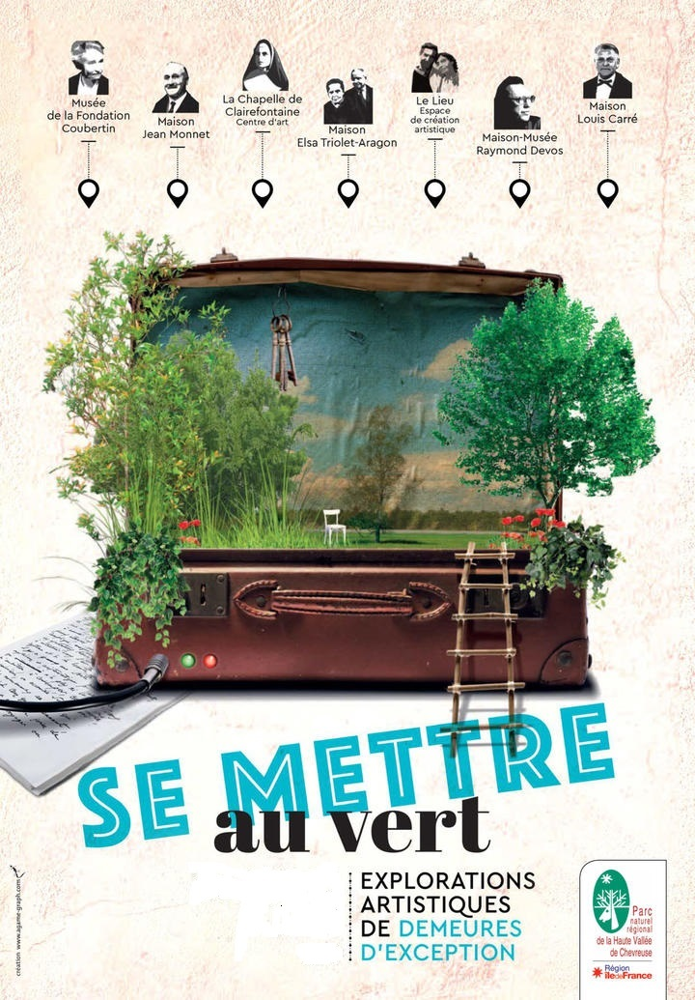 Musée
de la Fondation
Coubertin
Maison
Jean Monnet
La Chapelle de
Clairefontaine
Centre d'art
Maison
Elsa Triolet-Aragon
Le Lieu
Espace
de création
artistique
Maison-Musée
Raymond Devos
Maison
Louis Carré
SE METTRE
au vert
EXPLORATIONS
ARTISTIQUES
DE DEMEURES
D'EXCEPTION
Parc
naturel
régional
de la Haute Vallée
de Chevreuse
Région
îledeFrance
création www.agame-graph.com